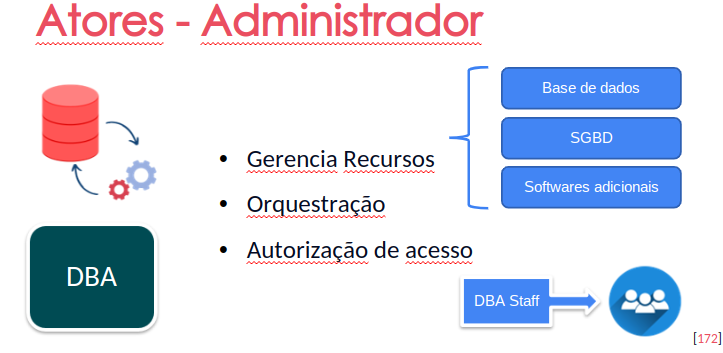 Atores - Administrador
Base de dados
SGBD
Softwares adicionais
• Gerencia Recursos
• Orquestração
• Autorização de acesso
DBA
DBA Staff
[172]